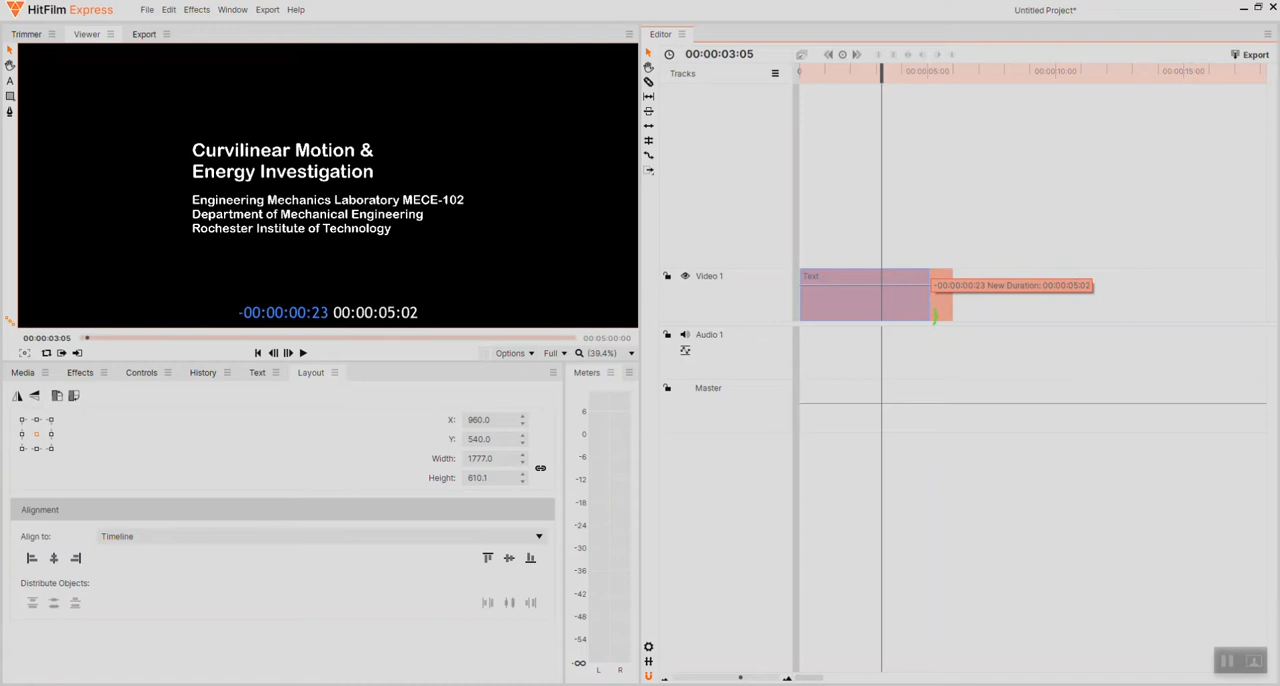 HitFilm Express
File Edit Effects Window Export Help
Untitled Project*
Trimmer Viewer Export
Editor
00:00:03:05
Export
Tracks
0 00:00:05:00 00:00:10:00 00:00:15:00
Curvilinear Motion &
Energy Investigation
Engineering Mechanics Laboratory MECE-102
Department of Mechanical Engineering
Rochester Institute of Technology
-00:00:00:23 00:00:05:02
Video 1
Text
-00:00:00:23 New Duration: 00:00:05:02
Audio 1
Master
00:00:03:05
00:05:00:00
Options Full (39.4%)
Media Effects Controls History Text Layout
Meters
X: 960.0
Y: 540.0
Width: 1777.0
Height: 610.1
Alignment
Align to: Timeline
Distribute Objects:
6
0
-6
-12
-18
-24
-30
-36
-42
-48
-54
-∞
L R